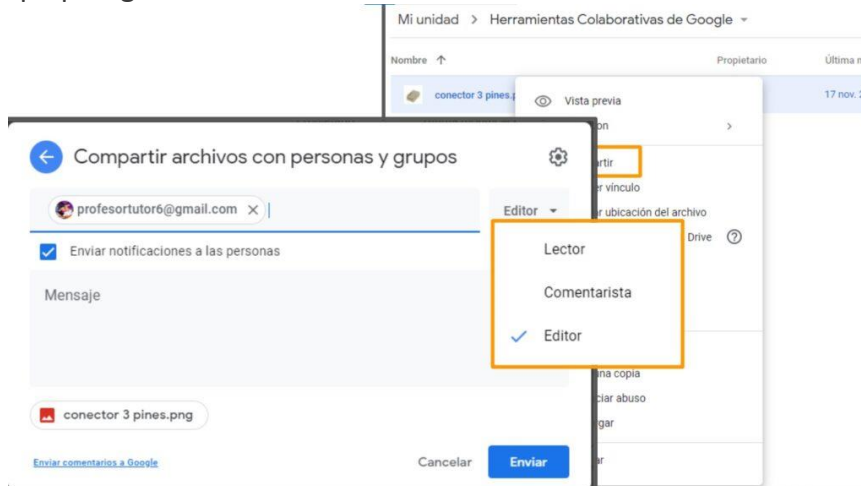 Mi unidad > Herramientas Colaborativas de Google
Nombre ↑ Propietario Última
conector 3 pines. 17 nov.
Vista previa
Compartir archivos con personas y grupos
profesortutor6@gmail.com ×
Editor
Enviar notificaciones a las personas
Mensaje
Lector
Comentarista
✓ Editor
conector 3 pines.png
Enviar comentarios a Google
Cancelar
Enviar
on >
rtir
r vínculo
r ubicación del archivo
Drive
na copia
ciar abuso
gar
ar